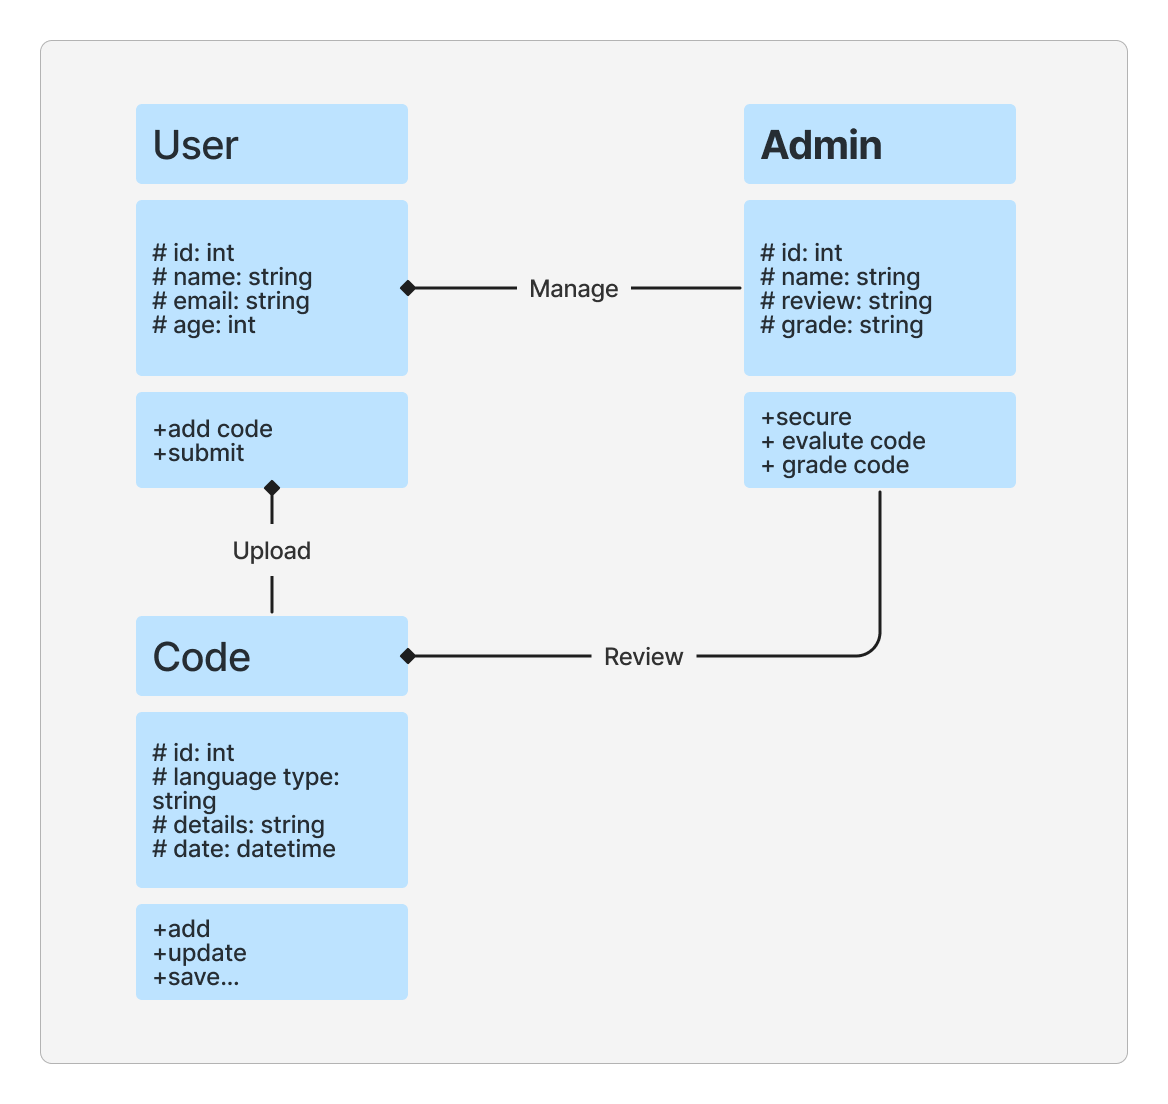 User
# id: int
# name: string
# email: string
# age: int
+add code
+submit
Manage
Admin
# id: int
# name: string
# review: string
# grade: string
+secure
+ evalute code
+ grade code
Upload
Review
Code
# id: int
# language type:
string
# details: string
# date: datetime
+add
+update
+save...